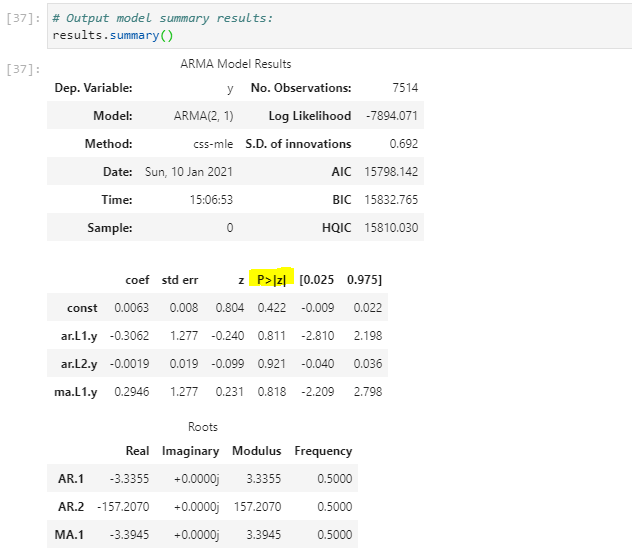 [37]: # Output model summary results:
results.summary()
[37]: ARMA Model Results
Dep. Variable: y No. Observations: 7514
Model: ARMA(2, 1) Log Likelihood -7894.071
Method: css-mle S.D. of innovations 0.692
Date: Sun, 10 Jan 2021 AIC 15798.142
Time: 15:06:53 BIC 15832.765
Sample: 0 HQIC 15810.030
coef std err z P>|z| [0.025 0.975]
const 0.0063 0.008 0.804 0.422 -0.009 0.022
ar.L1.y -0.3062 1.277 -0.240 0.811 -2.810 2.198
ar.L2.y -0.0019 0.019 -0.099 0.921 -0.040 0.036
ma.L1.y 0.2946 1.277 0.231 0.818 -2.209 2.798
Roots
Real Imaginary Modulus Frequency
AR.1 -3.3355 +0.0000j 3.3355 0.5000
AR.2 -157.2070 +0.0000j 157.2070 0.5000
MA.1 -3.3945 +0.0000j 3.3945 0.5000